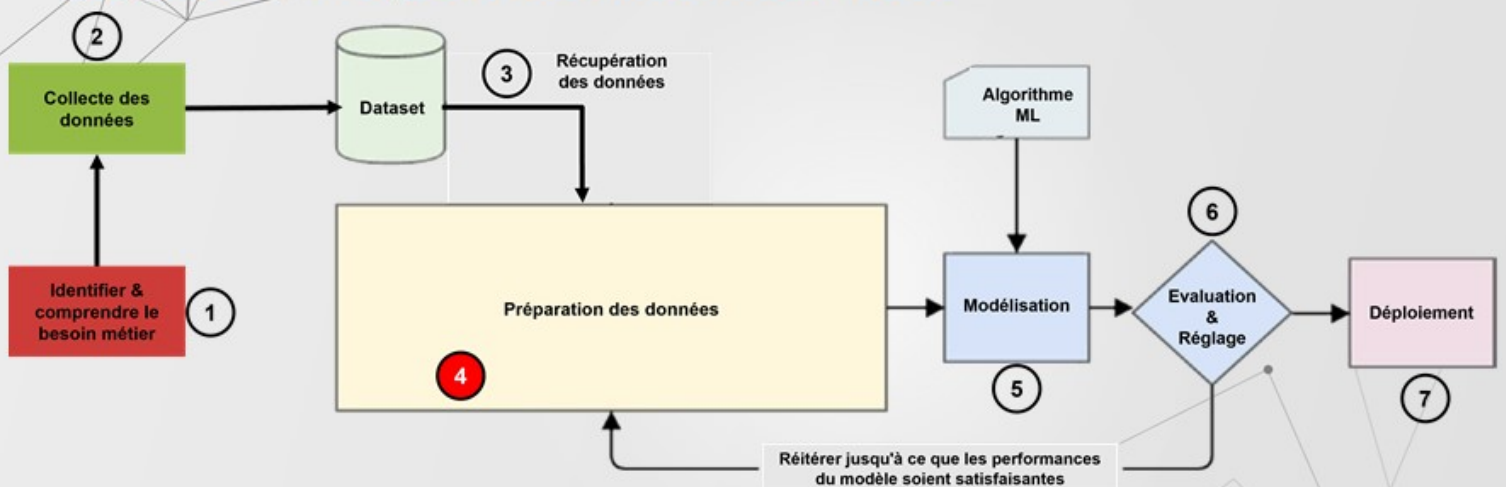 2
Collecte des
données
Dataset
3
Récupération
des données
Algorithme
ML
Identifier &
comprendre le
besoin métier
1
Préparation des données
4
Modélisation
5
6
Evaluation
&
Réglage
Déploiement
7
Réitérer jusqu'à ce que les performances
du modèle soient satisfaisantes